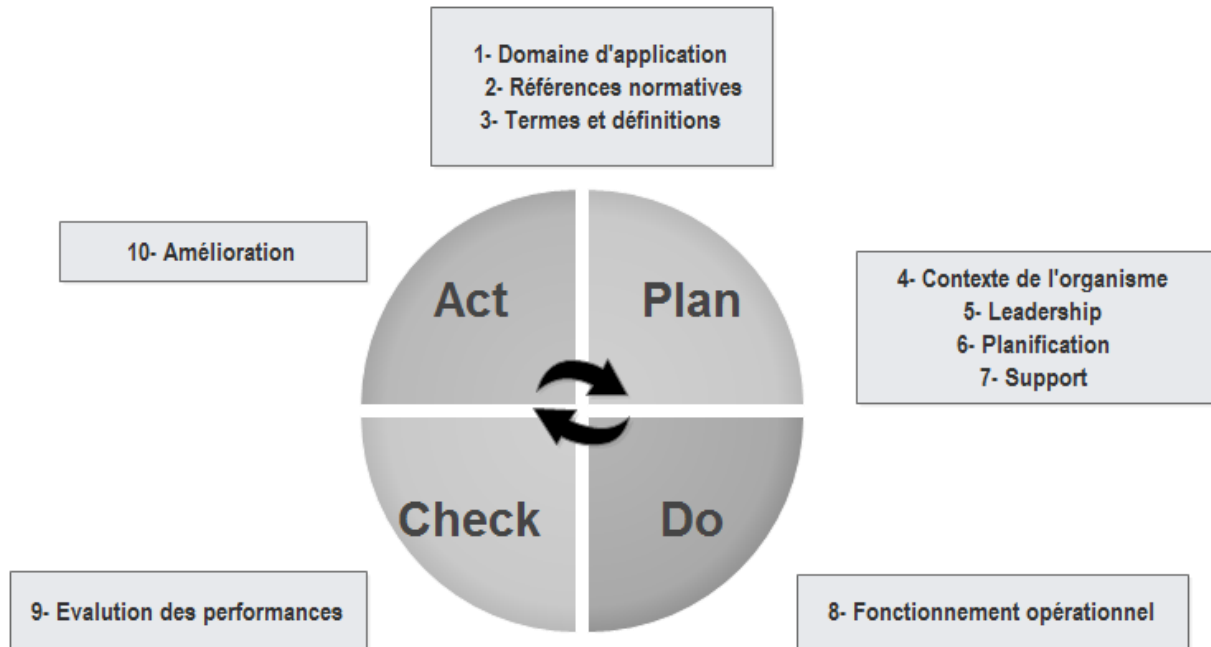 1- Domaine d'application
2- Références normatives
3- Termes et définitions
10- Amélioration
Act
Plan
4- Contexte de l'organisme
5- Leadership
6- Planification
7- Support
Check
Do
9- Evalution des performances
8- Fonctionnement opérationnel